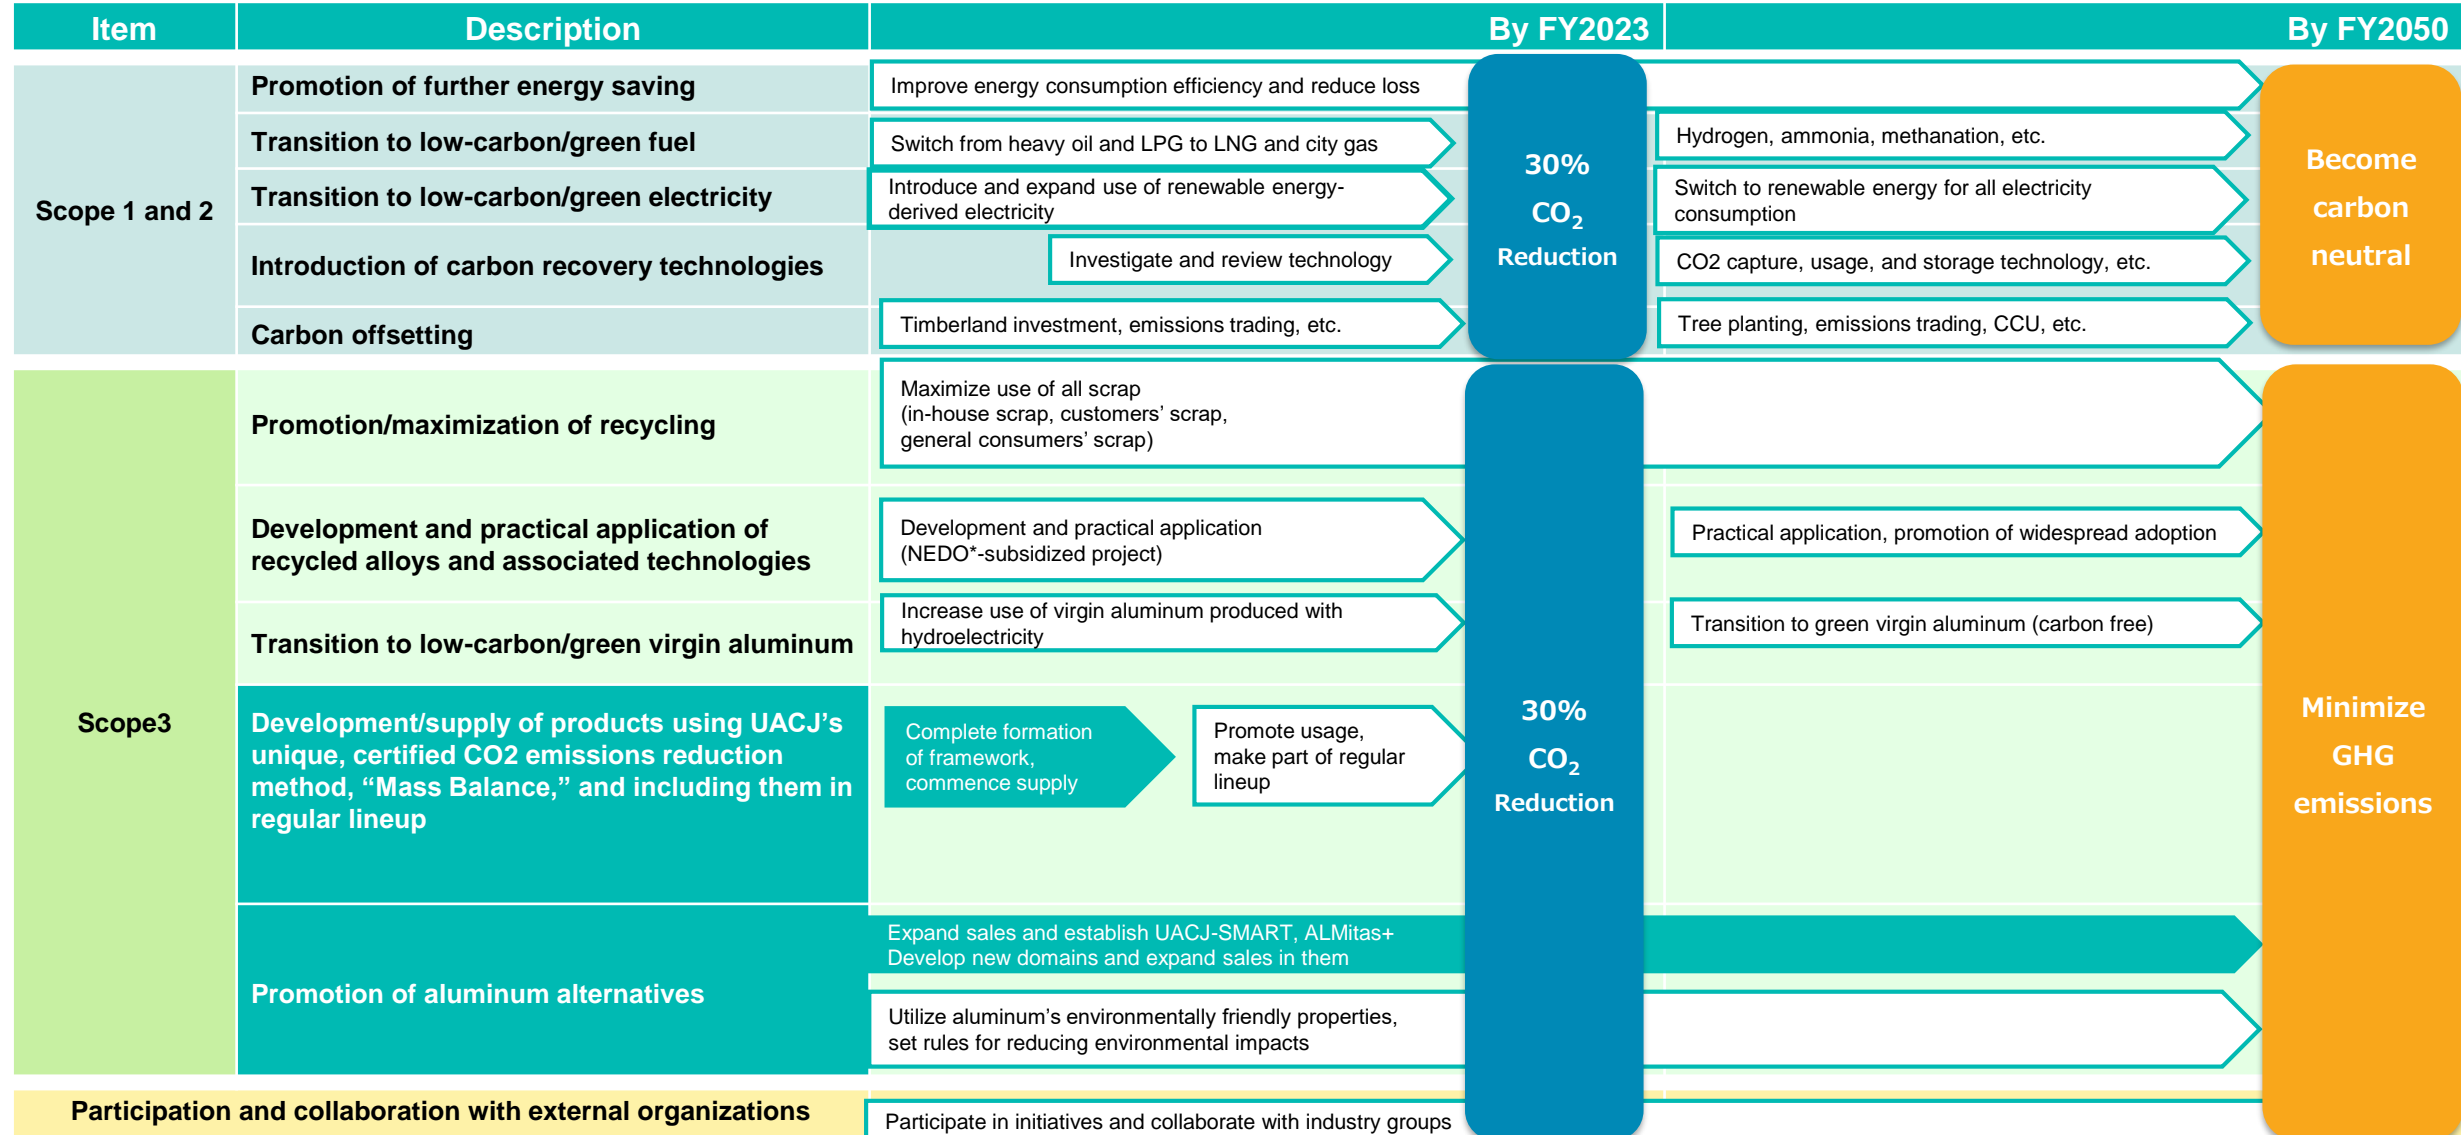 Item
Description
By FY2023
By FY2050
Scope 1 and 2
Promotion of further energy saving
Improve energy consumption efficiency and reduce loss
Transition to low-carbon/green fuel
Switch from heavy oil and LPG to LNG and city gas
Hydrogen, ammonia, methanation, etc.
Transition to low-carbon/green electricity
Introduce and expand use of renewable energy-
derived electricity
Switch to renewable energy for all electricity
consumption
Introduction of carbon recovery technologies
Investigate and review technology
CO2 capture, usage, and storage technology, etc.
Carbon offsetting
Timberland investment, emissions trading, etc.
Tree planting, emissions trading, CCU, etc.
30%
CO₂
Reduction
Become
carbon
neutral
Scope3
Promotion/maximization of recycling
Maximize use of all scrap
(in-house scrap, customers’ scrap,
general consumers’ scrap)
Development and practical application of
recycled alloys and associated technologies
Development and practical application
(NEDO*-subsidized project)
Practical application, promotion of widespread adoption
Transition to low-carbon/green virgin aluminum
Increase use of virgin aluminum produced with
hydroelectricity
Transition to green virgin aluminum (carbon free)
Development/supply of products using UACJ’s
unique, certified CO2 emissions reduction
method, “Mass Balance,” and including them in
regular lineup
Complete formation
of framework,
commence supply
Promote usage,
make part of regular
lineup
Promotion of aluminum alternatives
Expand sales and establish UACJ-SMART, ALMitas+
Develop new domains and expand sales in them
Utilize aluminum’s environmentally friendly properties,
set rules for reducing environmental impacts
30%
CO₂
Reduction
Minimize
GHG
emissions
Participation and collaboration with external organizations
Participate in initiatives and collaborate with industry groups